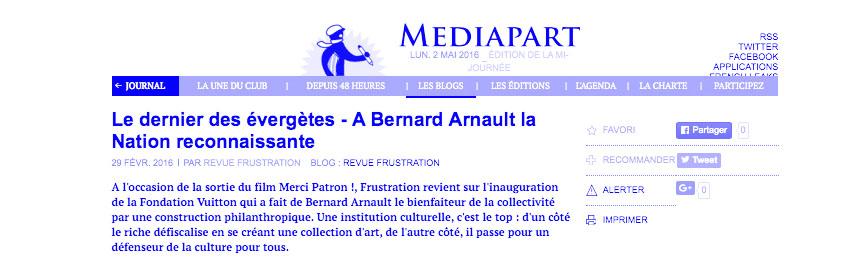 MEDIAPART
LUN. 2 MAI 2016 _ ÉDITION DE LA MI-
JOURNÉE
RSS
TWITTER
FACEBOOK
APPLICATIONS
FRENCH LEAKS
← JOURNAL
LA UNE DU CLUB | DEPUIS 48 HEURES | LES BLOGS | LES ÉDITIONS | L'AGENDA | LA CHARTE | PARTICIPEZ
Le dernier des évergètes - A Bernard Arnault la
Nation reconnaissante
29 FÉVR. 2016 | PAR REVUE FRUSTRATION BLOG : REVUE FRUSTRATION
A l'occasion de la sortie du film Merci Patron !, Frustration revient sur l'inauguration
de la Fondation Vuitton qui a fait de Bernard Arnault le bienfaiteur de la collectivité
par une construction philanthropique. Une institution culturelle, c'est le top : d'un côté
le riche défiscalise en se créant une collection d'art, de l'autre côté, il passe pour un
défenseur de la culture pour tous.
FAVORI
Partager 0
RECOMMANDER
Tweet
ALERTER
G+ 0
IMPRIMER